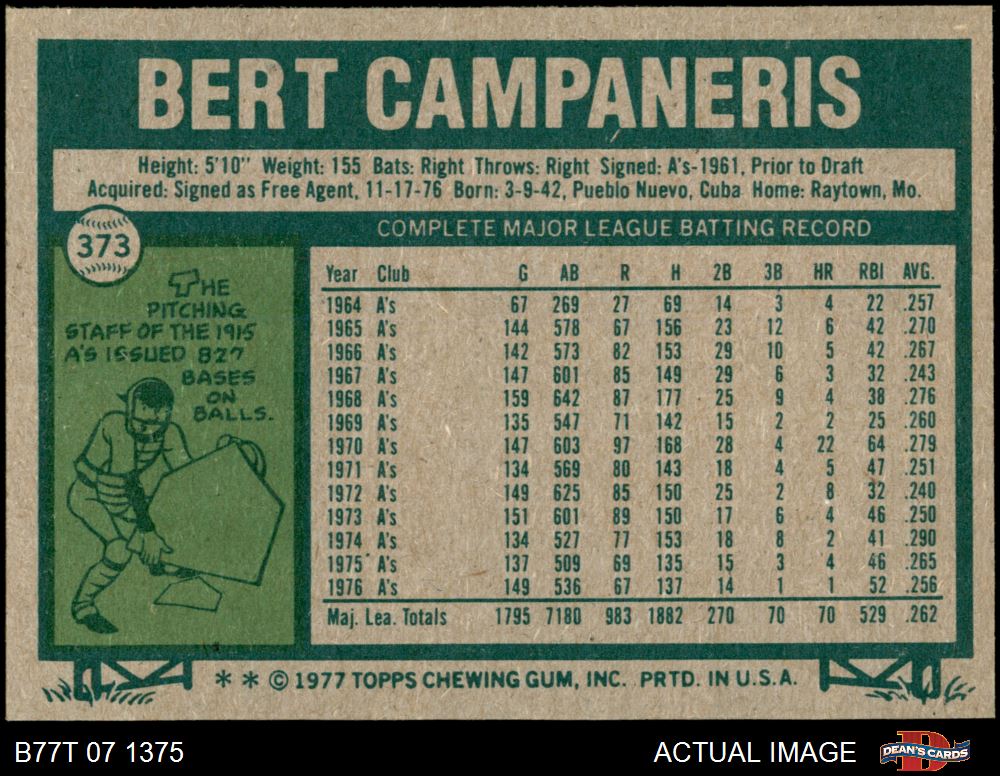 BERT CAMPANERIS
Height: 5'10" Weight: 155 Bats: Right Throws: Right Signed: A's-1961, Prior to Draft
Acquired: Signed as Free Agent, 11-17-76 Born: 3-9-42, Pueblo Nuevo, Cuba Home: Raytown, Mo.
373
THE
PITCHING
STAFF OF THE 1915
A'S ISSUED 827
BASES
ON
BALLS.
COMPLETE MAJOR LEAGUE BATTING RECORD
Year Club G AB R H 2B 3B HR RBI AVG.
1964 A's 67 269 27 69 14 3 4 22 .257
1965 A's 144 578 67 156 23 12 6 42 .270
1966 A's 142 573 82 153 29 10 5 42 .267
1967 A's 147 601 85 149 29 6 3 32 .243
1968 A's 159 642 87 177 25 9 4 38 .276
1969 A's 135 547 71 142 15 2 2 25 .260
1970 A's 147 603 97 168 28 4 22 64 .279
1971 A's 134 569 80 143 18 4 5 47 .251
1972 A's 149 625 85 150 25 2 8 32 .240
1973 A's 151 601 89 150 17 6 4 46 .250
1974 A's 134 527 77 153 18 8 2 41 .290
1975 A's 137 509 69 135 15 3 4 46 .265
1976 A's 149 536 67 137 14 1 1 52 .256
Maj. Lea. Totals 1795 7180 983 1882 270 70 70 529 .262
* * © 1977 TOPPS CHEWING GUM, INC. PRTD. IN U.S.A.
B77T 07 1375 ACTUAL IMAGE DEAN'S CARDS